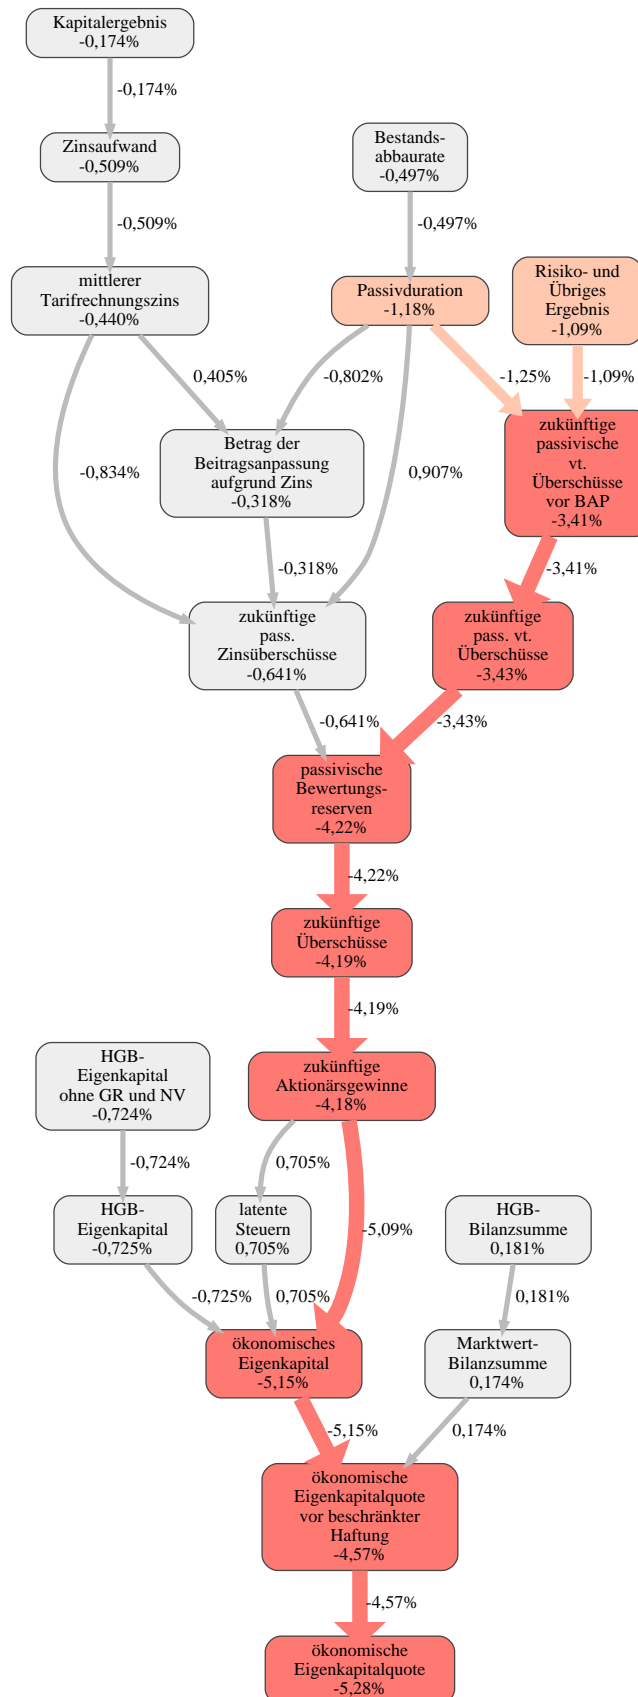 Kapitalergebnis
-0,174%
-0,174%
Zinsaufwand
-0,509%
Bestands-
abbaurate
-0,497%
-0,509%
-0,497%
mittlerer
Tarifrechnungszins
-0,440%
Passivduration
-1,18%
Risiko- und
Übriges
Ergebnis
-1,09%
0,405%
-0,802%
-1,25%
-1,09%
-0,834%
Betrag der
Beitragsanpassung
aufgrund Zins
-0,318%
0,907%
zukünftige
passivische
vt.
Überschüsse
vor BAP
-3,41%
-0,318%
-3,41%
zukünftige
pass.
Zinsüberschüsse
-0,641%
zukünftige
pass. vt.
Überschüsse
-3,43%
-0,641%
-3,43%
passivische
Bewertungs-
reserven
-4,22%
-4,22%
zukünftige
Überschüsse
-4,19%
-4,19%
HGB-
Eigenkapital
ohne GR und NV
-0,724%
zukünftige
Aktionärsgewinne
-4,18%
-0,724%
0,705%
HGB-
Eigenkapital
-0,725%
latente
Steuern
0,705%
-5,09%
HGB-
Bilanzsumme
0,181%
-0,725%
0,705%
0,181%
ökonomisches
Eigenkapital
-5,15%
Marktwert-
Bilanzsumme
0,174%
-5,15%
0,174%
ökonomische
Eigenkapitalquote
vor beschränkter
Haftung
-4,57%
-4,57%
ökonomische
Eigenkapitalquote
-5,28%